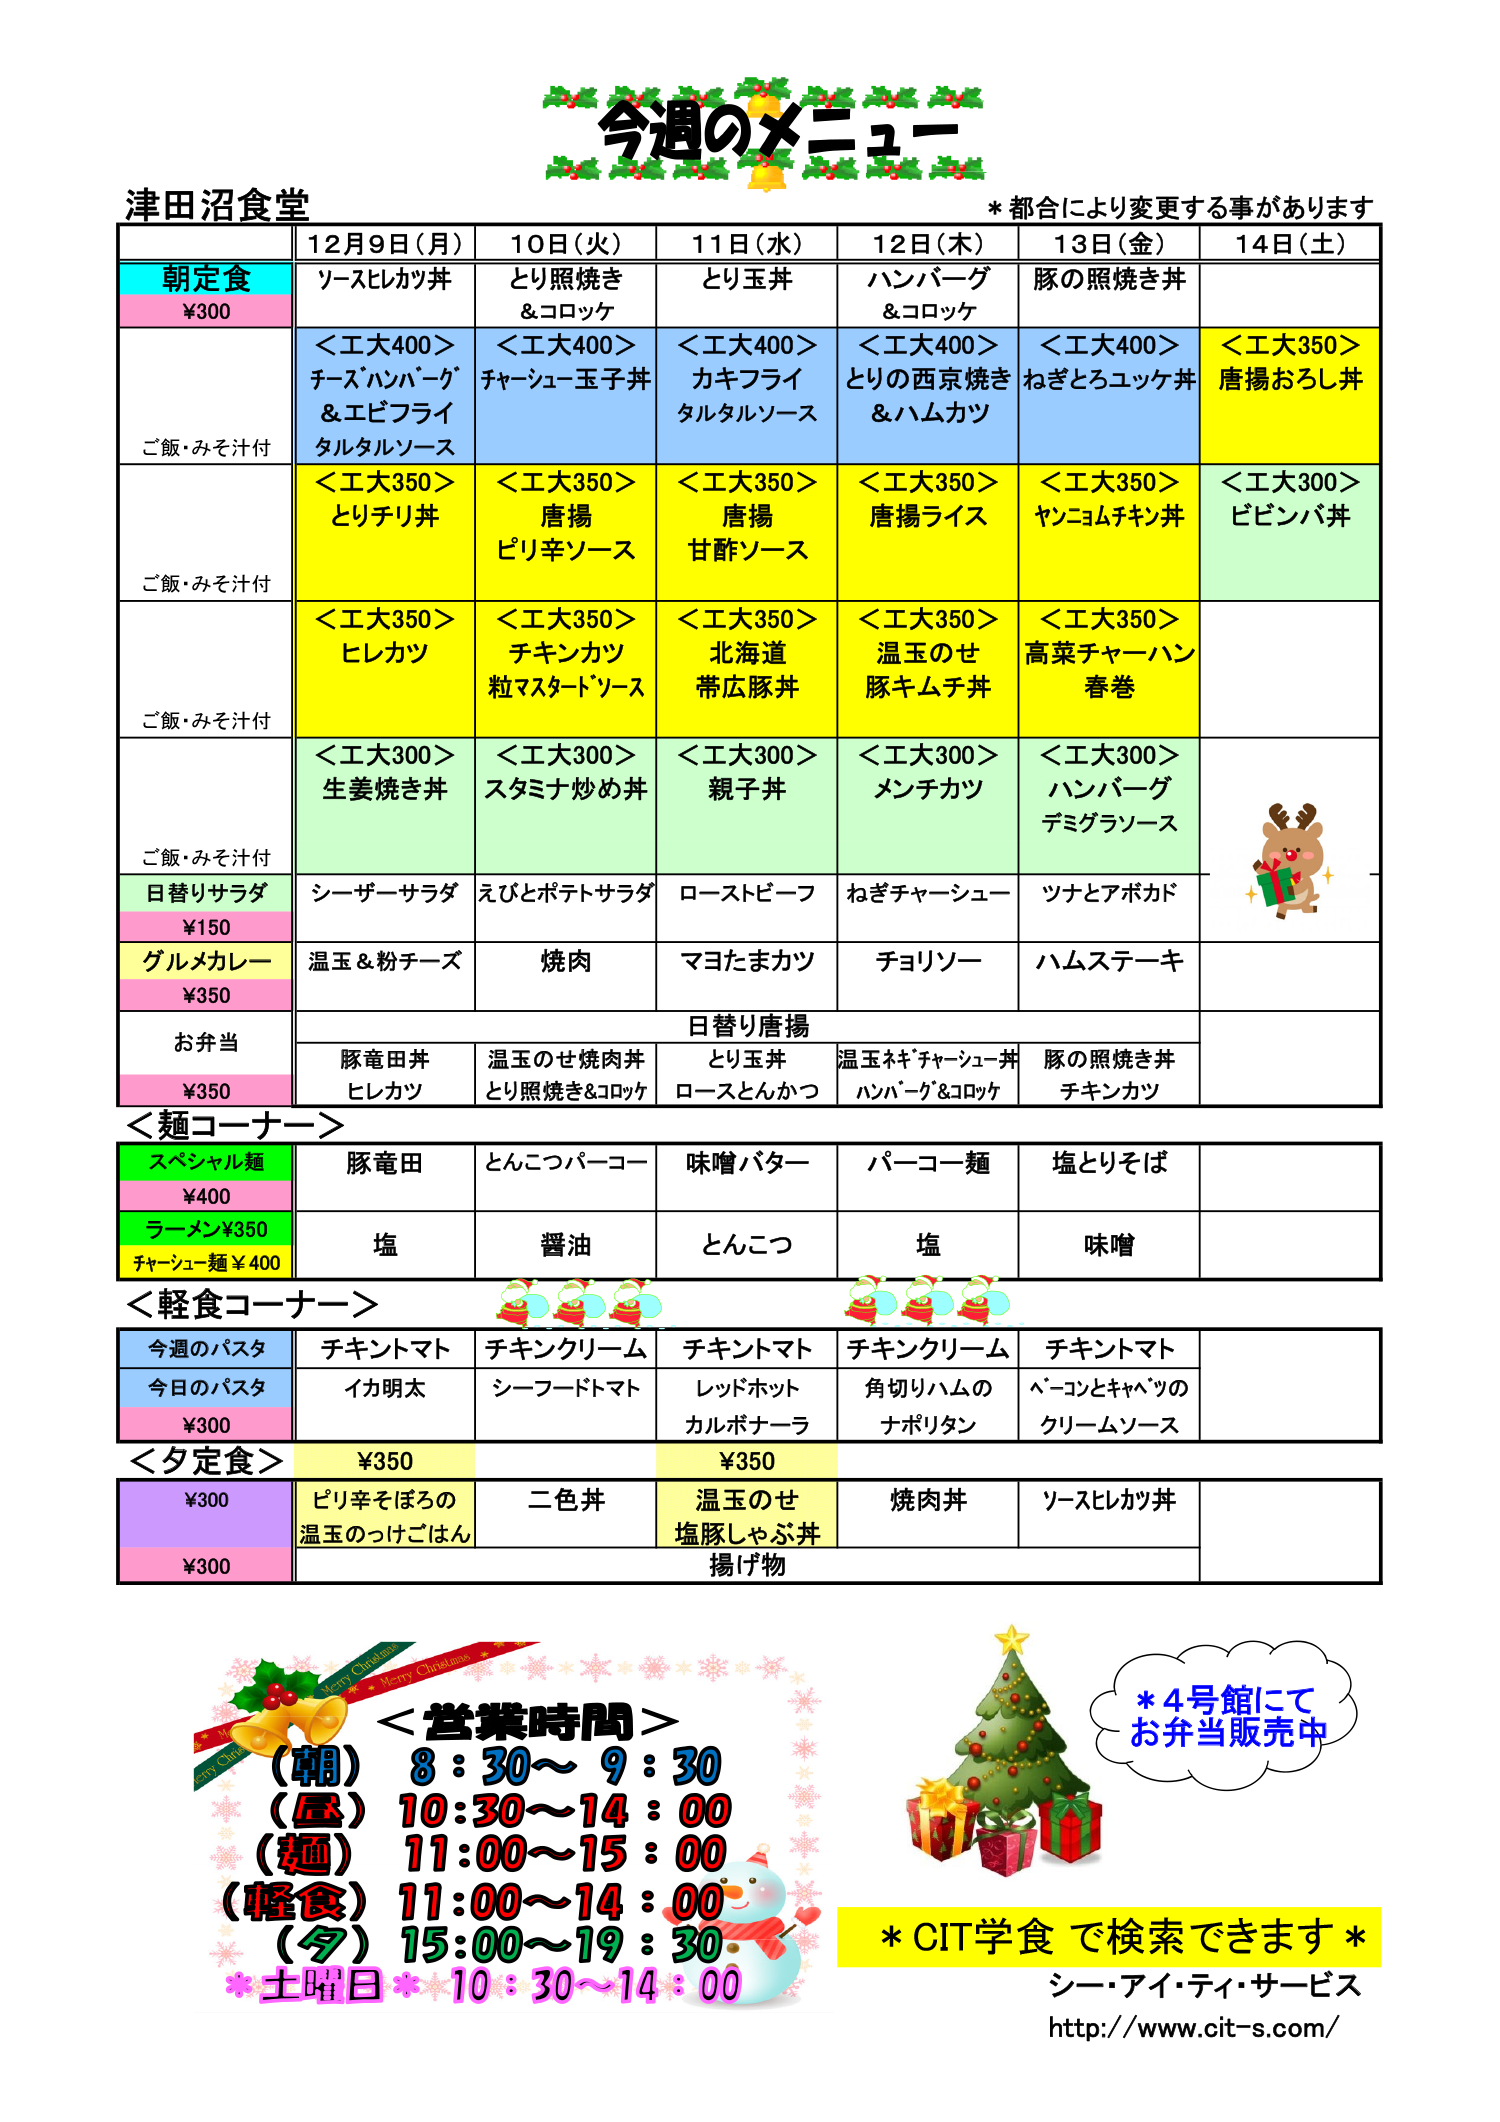 今週のメニュー
津田沼食堂
＊都合により変更する事があります
１２月９日（月） １０日（火） １１日（水） １２日（木） １３日（金） １４日（土）
朝定食 ソースヒレカツ丼 とり照焼き とり玉丼 ハンバーグ 豚の照焼き丼
¥300 ＆コロッケ ＆コロッケ
＜工大400＞ ＜工大400＞ ＜工大400＞ ＜工大400＞ ＜工大400＞ ＜工大350＞
チーズハンバーグ チャーシュー玉子丼 カキフライ とりの西京焼き ねぎとろユッケ丼 唐揚おろし丼
＆エビフライ タルタルソース ＆ハムカツ
ご飯・みそ汁付 タルタルソース
＜工大350＞ ＜工大350＞ ＜工大350＞ ＜工大350＞ ＜工大350＞ ＜工大300＞
とりチリ丼 唐揚 唐揚 唐揚ライス ヤンニョムチキン丼 ビビンバ丼
ピリ辛ソース 甘酢ソース
ご飯・みそ汁付
＜工大350＞ ＜工大350＞ ＜工大350＞ ＜工大350＞ ＜工大350＞
ヒレカツ チキンカツ 北海道 温玉のせ 高菜チャーハン
粒マスタードソース 帯広豚丼 豚キムチ丼 春巻
ご飯・みそ汁付
＜工大300＞ ＜工大300＞ ＜工大300＞ ＜工大300＞ ＜工大300＞
生姜焼き丼 スタミナ炒め丼 親子丼 メンチカツ ハンバーグ
デミグラソース
ご飯・みそ汁付
日替りサラダ シーザーサラダ えびとポテトサラダ ローストビーフ ねぎチャーシュー ツナとアボカド
¥150
グルメカレー 温玉＆粉チーズ 焼肉 マヨたまカツ チョリソー ハムステーキ
¥350
日替り唐揚
お弁当
豚竜田丼 温玉のせ焼肉丼 とり玉丼 温玉ネギチャーシュー丼 豚の照焼き丼
¥350 ヒレカツ とり照焼き&コロッケ ロースとんかつ ハンバーグ&コロッケ チキンカツ
＜麺コーナー＞
スペシャル麺 豚竜田 とんこつパーコー 味噌バター パーコー麺 塩とりそば
¥400
ラーメン¥350
塩 醤油 とんこつ 塩 味噌
チャーシュー麺￥400
＜軽食コーナー＞
今週のパスタ チキントマト チキンクリーム チキントマト チキンクリーム チキントマト
今日のパスタ イカ明太 シーフードトマト レッドホット 角切りハムの ベーコンとキャベツの
¥300 カルボナーラ ナポリタン クリームソース
＜夕定食＞ ¥350 ¥350
¥300 ピリ辛そぼろの 二色丼 温玉のせ 焼肉丼 ソースヒレカツ丼
温玉のっけごはん 塩豚しゃぶ丼
¥300 揚げ物
Merry Christmas
Merry Christmas
＜営業時間＞
（朝） 8：30～ 9：30
（昼） 10:30～14：00
（麺） 11:00～15：00
（軽食） 11:00～14：00
（夕） 15:00～19：30
＊土曜日＊ 10：30～14：00
＊４号館にて
お弁当販売中
＊CIT学食 で検索できます＊
シー・アイ・ティ・サービス
http://www.cit-s.com/